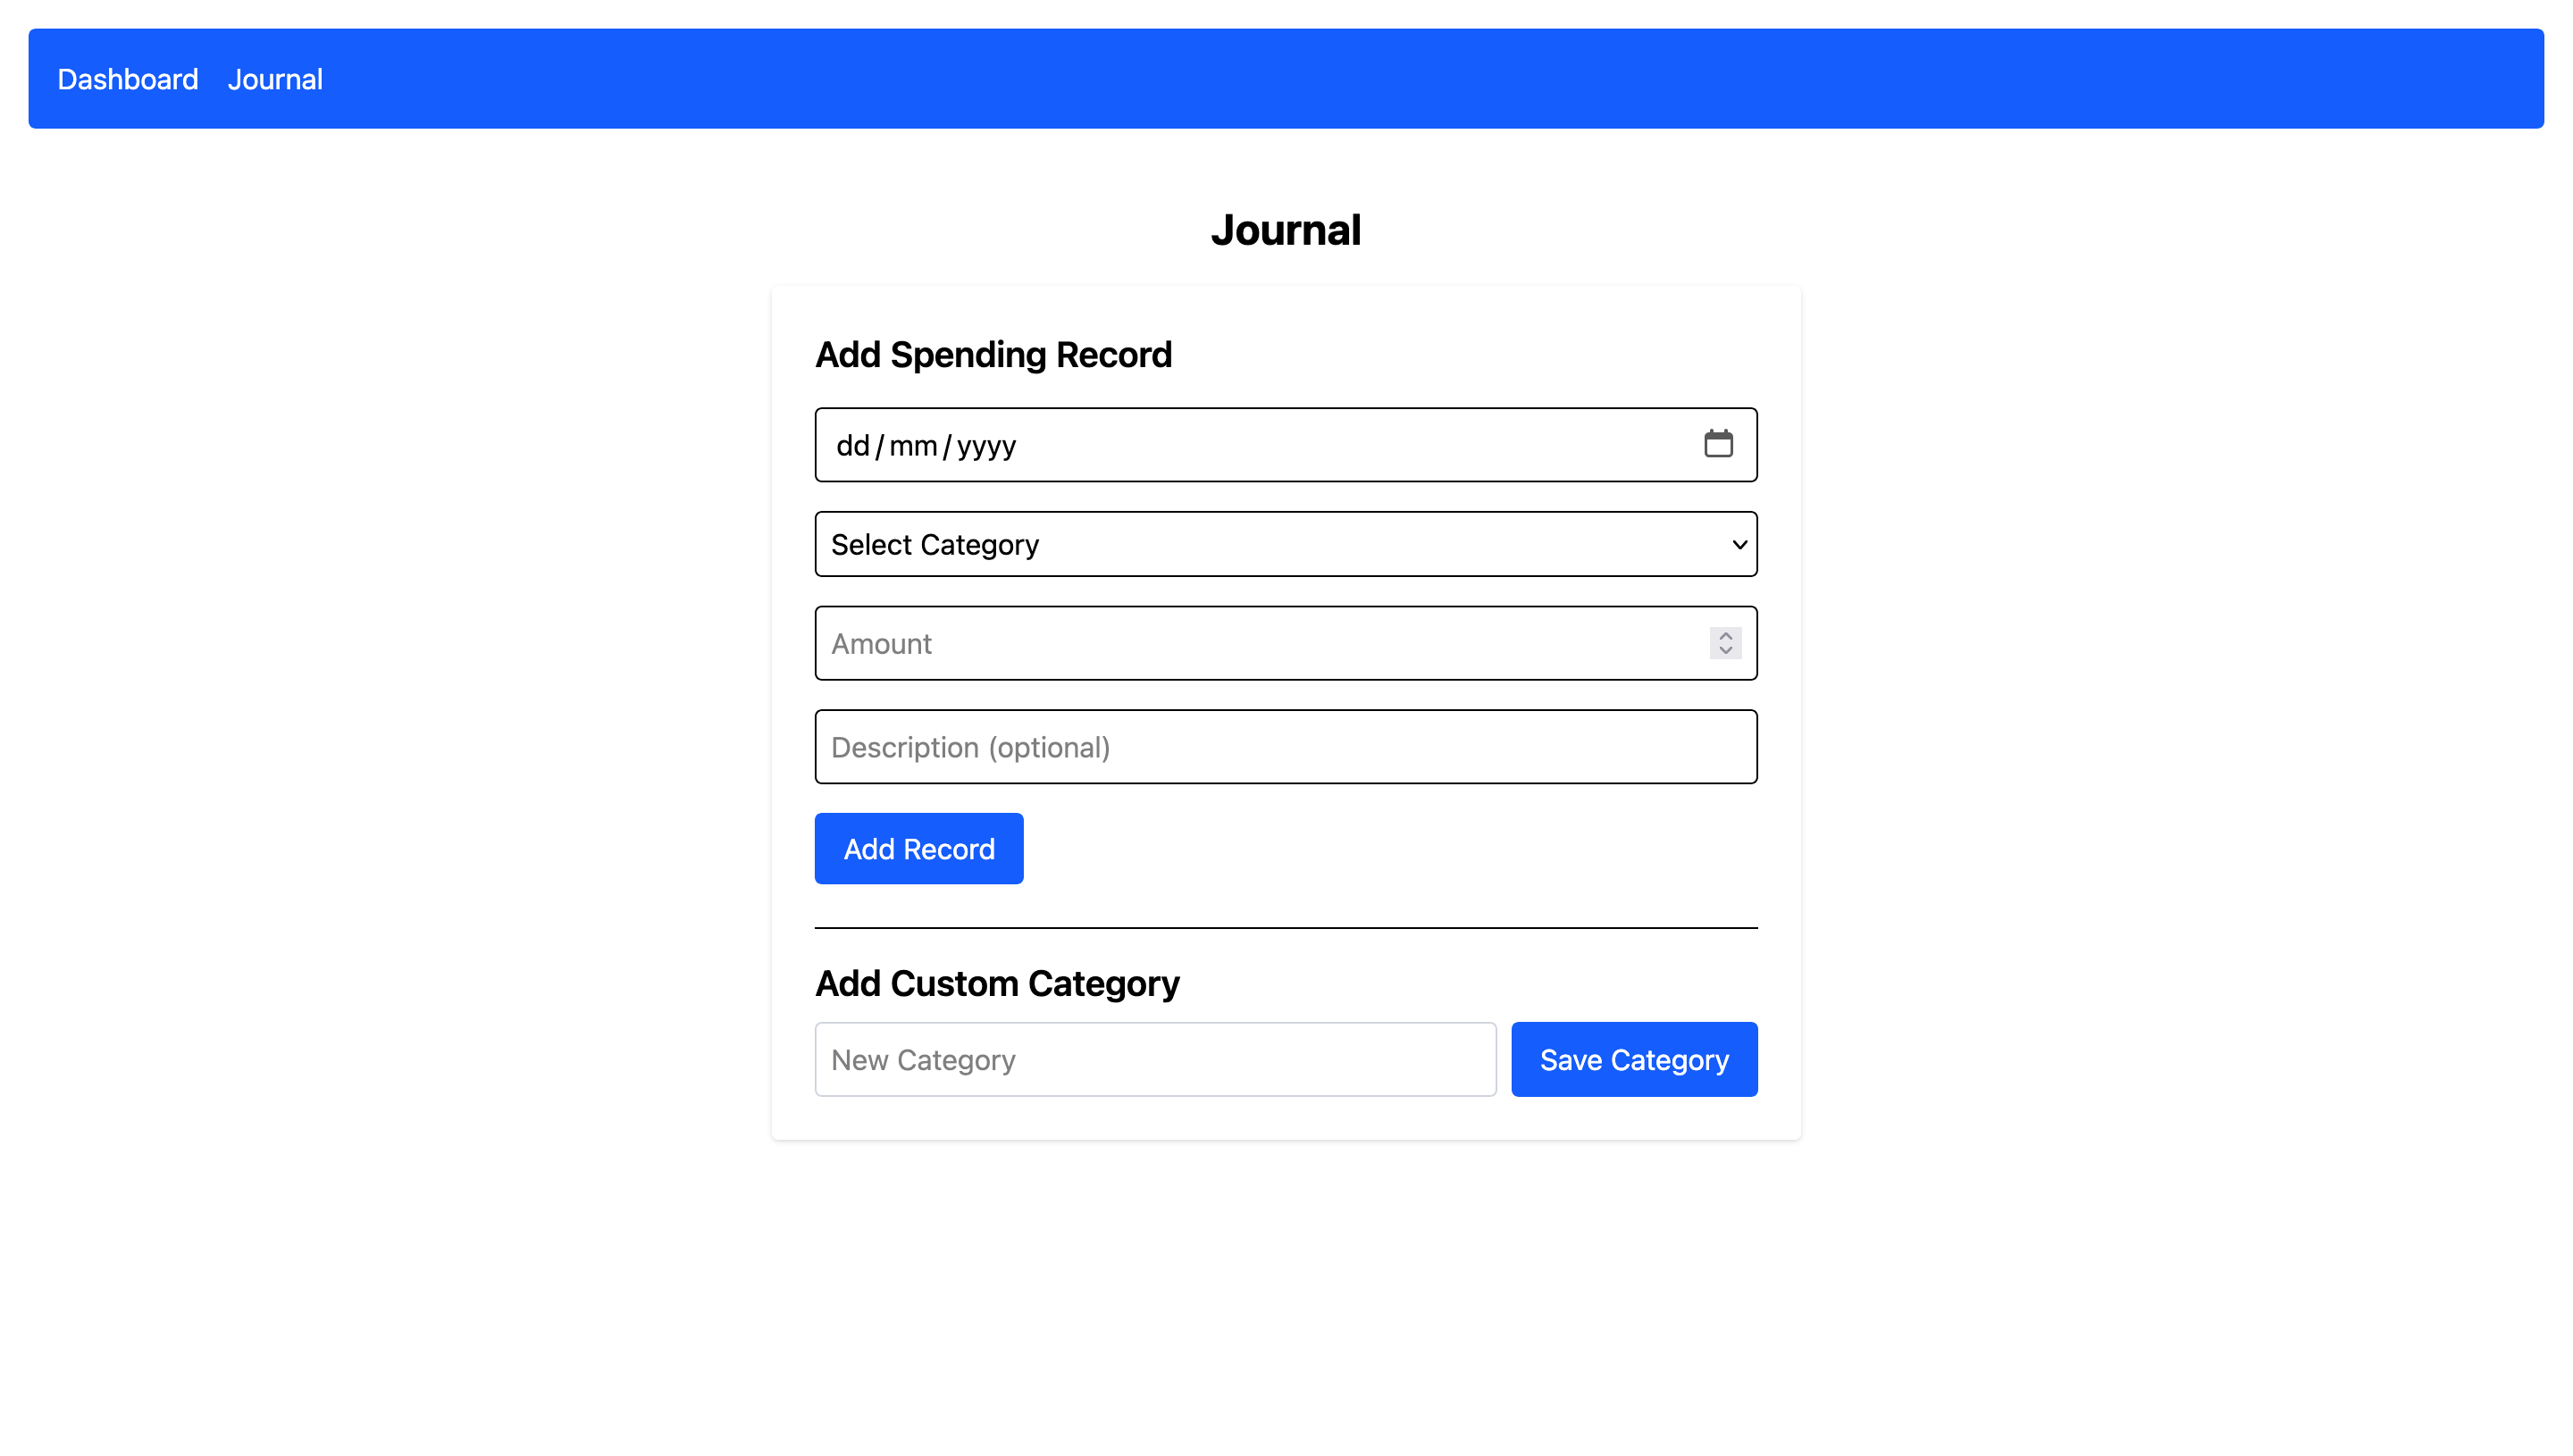 Dashboard Journal
Journal
Add Spending Record
dd/mm/yyyy
Select Category
Amount
Description (optional)
Add Record
Add Custom Category
New Category
Save Category